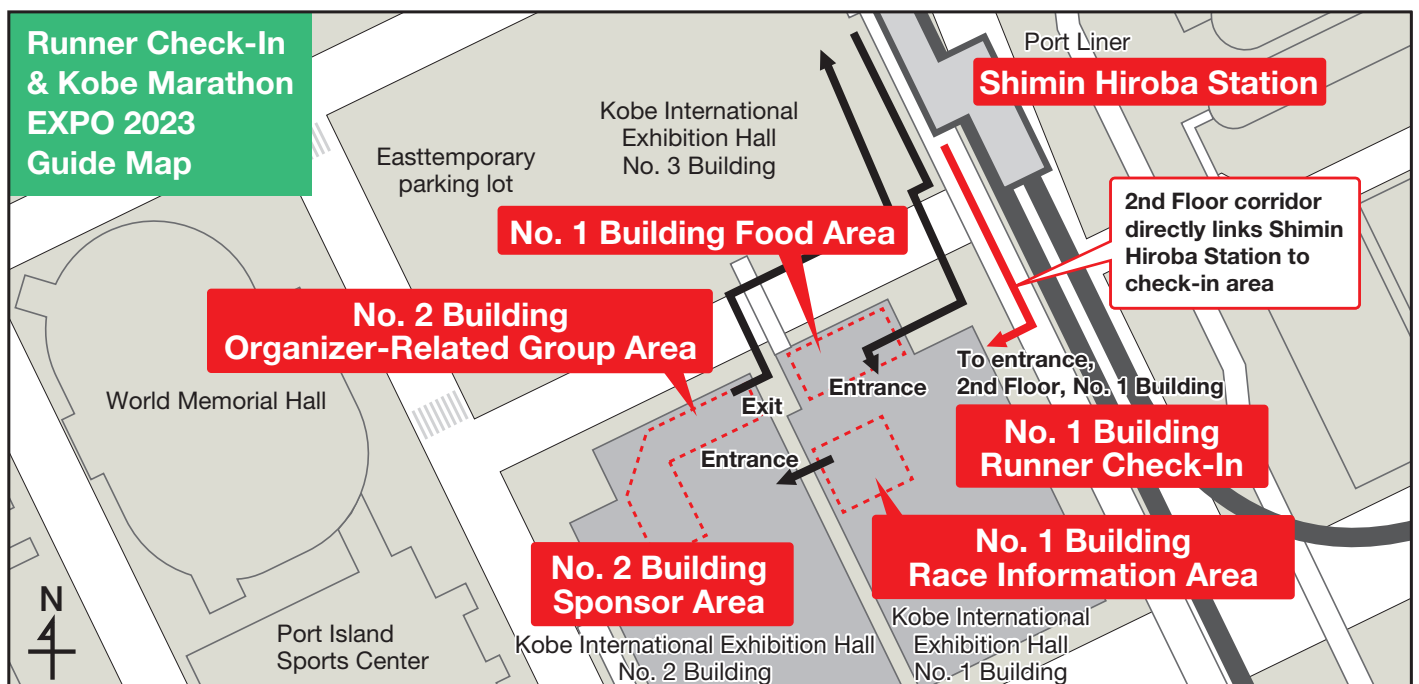 Runner Check-In
& Kobe Marathon
EXPO 2023
Guide Map
Port Liner
Shimin Hiroba Station
Kobe International
Exhibition Hall
No. 3 Building
Easttemporary
parking lot
2nd Floor corridor
directly links Shimin
Hiroba Station to
check-in area
No. 1 Building Food Area
No. 2 Building
Organizer-Related Group Area
World Memorial Hall
To entrance,
2nd Floor, No. 1 Building
Entrance
Exit
No. 1 Building
Runner Check-In
Entrance
No. 1 Building
Race Information Area
No. 2 Building
Sponsor Area
N
Port Island
Sports Center
Kobe International Exhibition Hall
No. 2 Building
Kobe International
Exhibition Hall
No. 1 Building